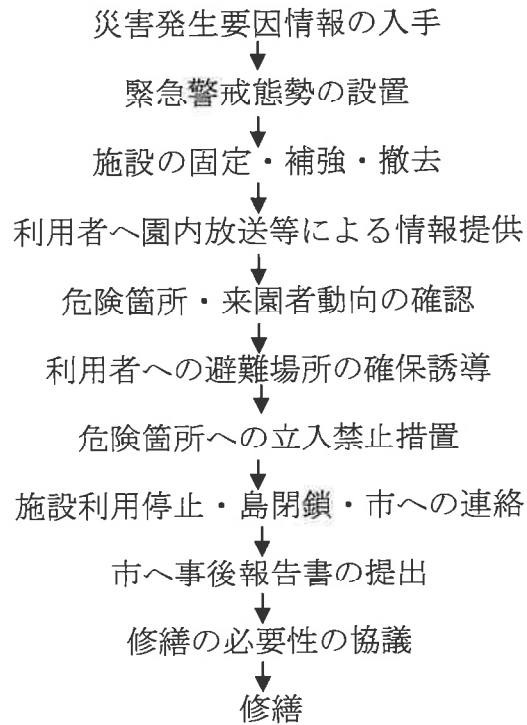 災害発生要因情報の入手
緊急警戒態勢の設置
施設の固定・補強・撤去
利用者へ園内放送等による情報提供
危険箇所・来園者動向の確認
利用者への避難場所の確保誘導
危険箇所への立入禁止措置
施設利用停止・島閉鎖・市への連絡
市へ事後報告書の提出
修繕の必要性の協議
修繕